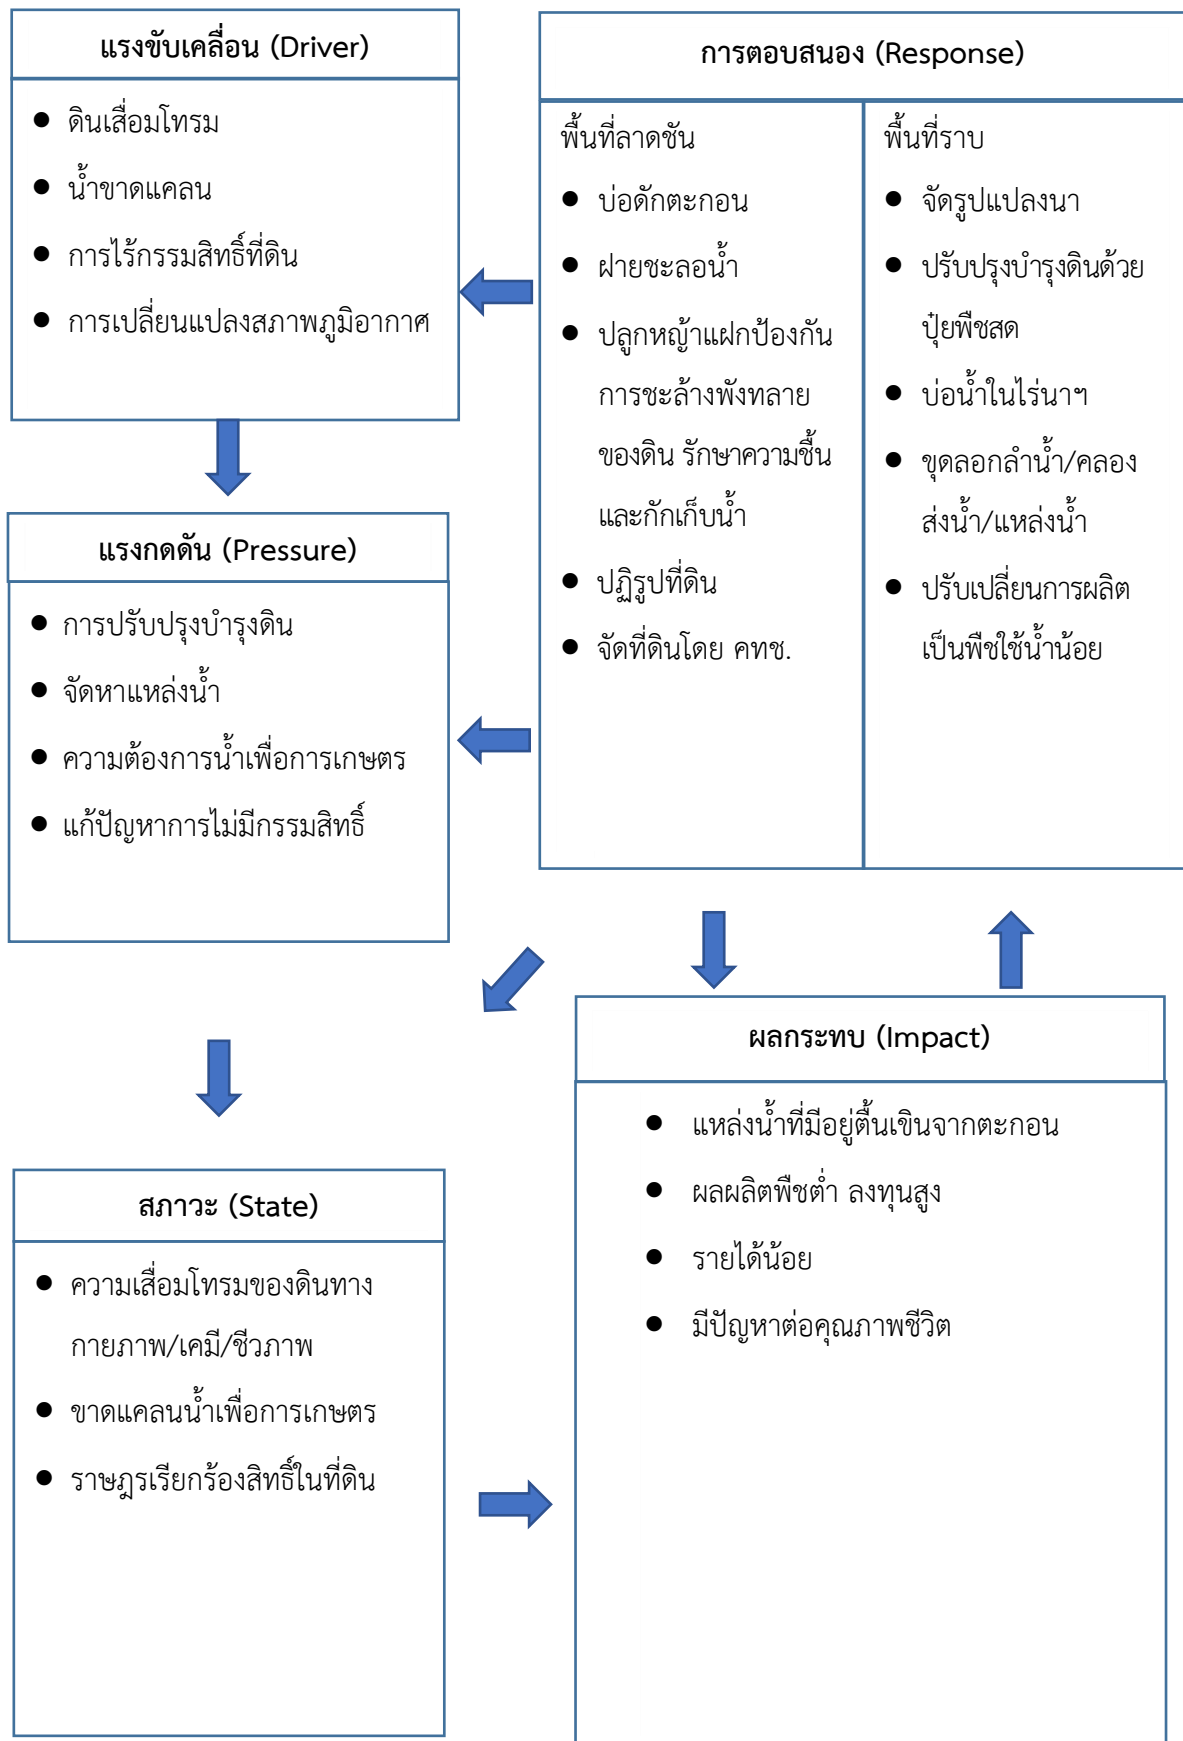 แรงขับเคลื่อน (Driver)
● ดินเสื่อมโทรม
● น้ำขาดแคลน
● การไร้กรรมสิทธิ์ที่ดิน
● การเปลี่ยนแปลงสภาพภูมิอากาศ
การตอบสนอง (Response)
พื้นที่ลาดชัน
● บ่อดักตะกอน
● ฝายชะลอน้ำ
● ปลูกหญ้าแฝกป้องกัน
การชะล้างพังทลาย
ของดิน รักษาความชื้น
และกักเก็บน้ำ
● ปฏิรูปที่ดิน
● จัดที่ดินโดย คทช.
พื้นที่ราบ
● จัดรูปแปลงนา
● ปรับปรุงบำรุงดินด้วย
ปุ๋ยพืชสด
● บ่อน้ำในไร่นาฯ
● ขุดลอกลำน้ำ/คลอง
ส่งน้ำ/แหล่งน้ำ
● ปรับเปลี่ยนการผลิต
เป็นพืชใช้น้ำน้อย
แรงกดดัน (Pressure)
● การปรับปรุงบำรุงดิน
● จัดหาแหล่งน้ำ
● ความต้องการน้ำเพื่อการเกษตร
● แก้ปัญหาการไม่มีกรรมสิทธิ์
สภาวะ (State)
● ความเสื่อมโทรมของดินทาง
กายภาพ/เคมี/ชีวภาพ
● ขาดแคลนน้ำเพื่อการเกษตร
● ราษฎรเรียกร้องสิทธิ์ในที่ดิน
ผลกระทบ (Impact)
● แหล่งน้ำที่มีอยู่ตื้นเขินจากตะกอน
● ผลผลิตพืชต่ำ ลงทุนสูง
● รายได้น้อย
● มีปัญหาต่อคุณภาพชีวิต